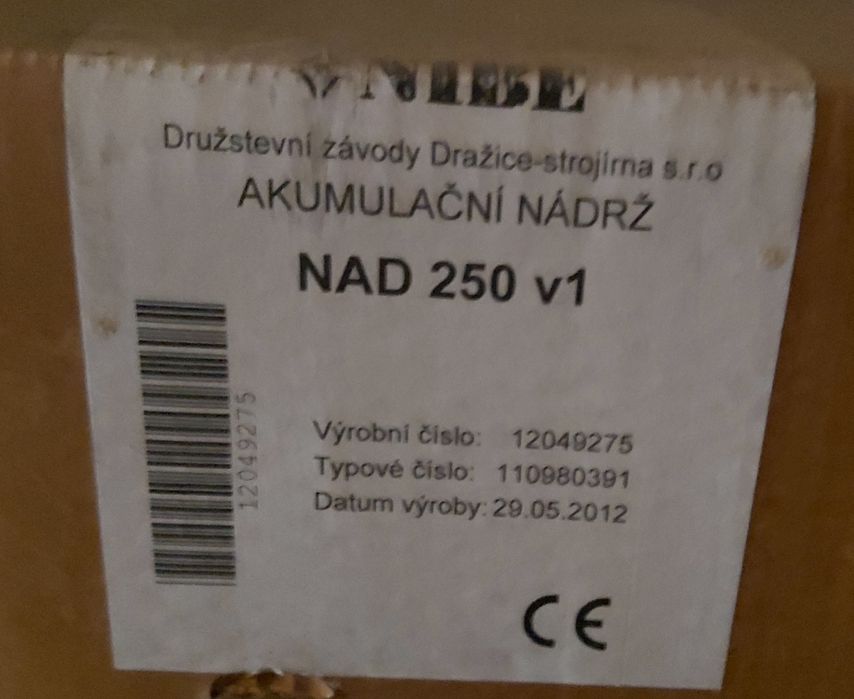 Družstevní závody Dražice-strojírna s.r.o
AKUMULAČNÍ NÁDRŽ
NAD 250 v1
12049275
Výrobní číslo: 12049275
Typové číslo: 110980391
Datum výroby: 29.05.2012
CE